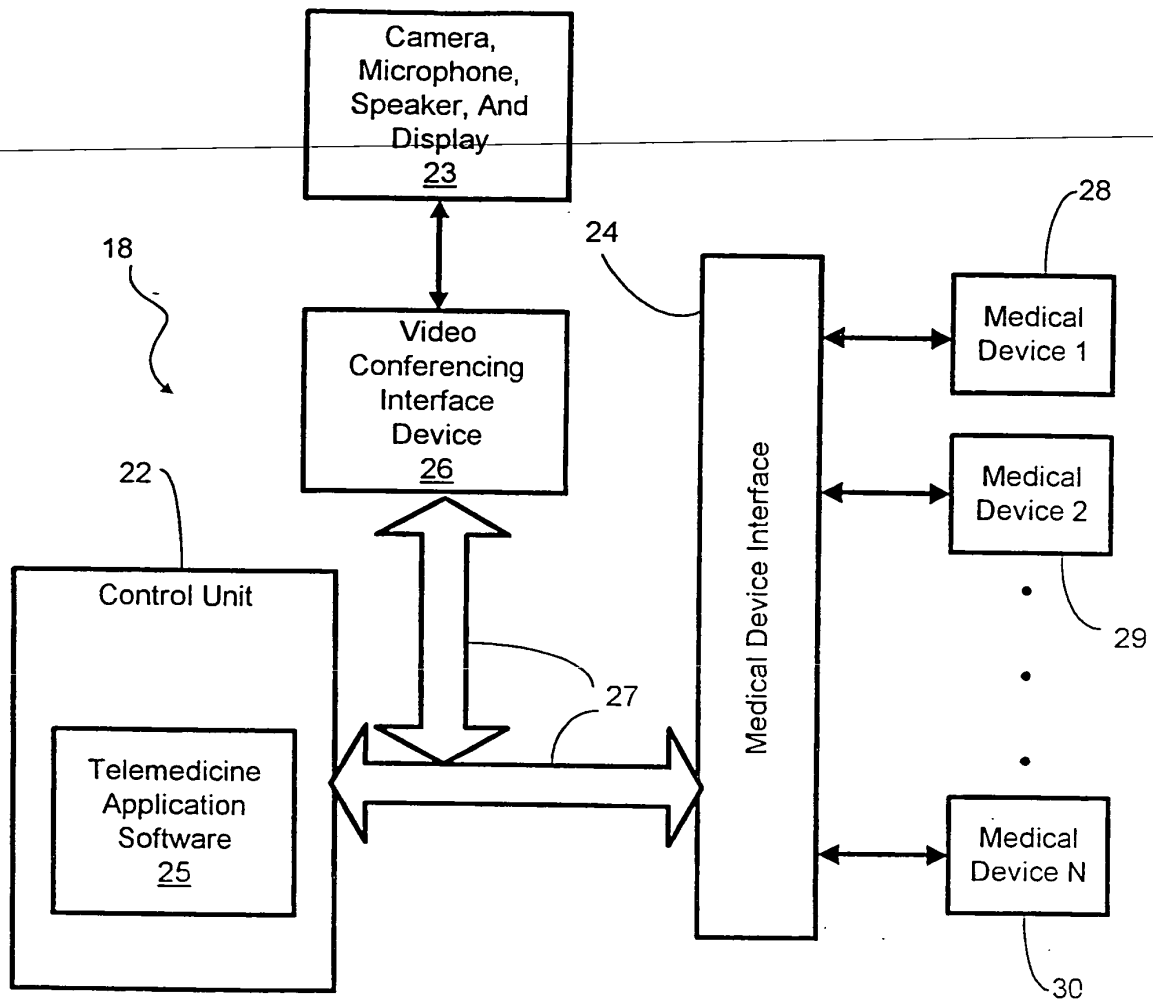 Camera,
Microphone,
Speaker, And
Display
23
18
24
28
Video
Conferencing
Interface
Device
26
Medical
Device 1
22
Medical
Device 2
29
Control Unit
Medical Device Interface
27
Telemedicine
Application
Software
25
Medical
Device N
30